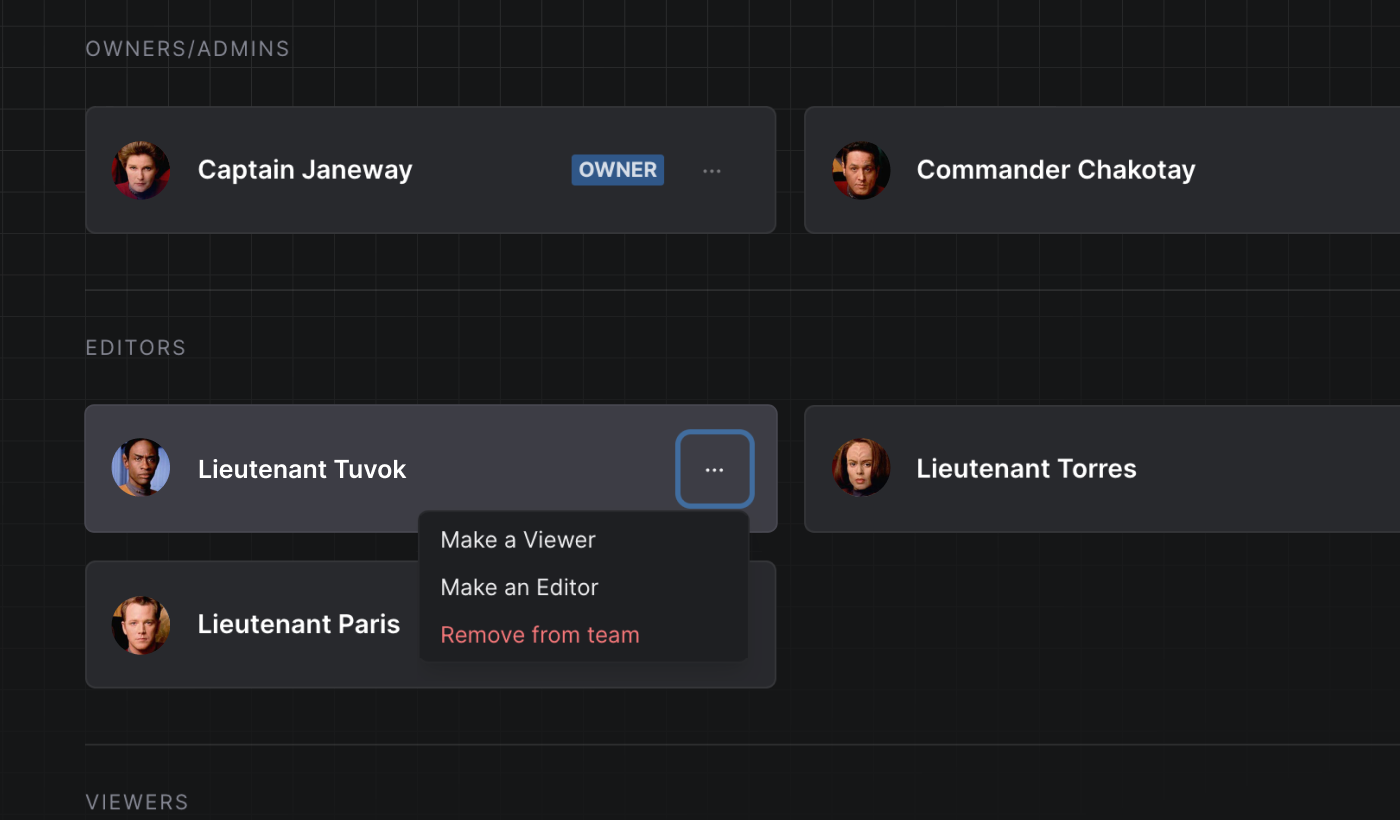 OWNERS/ADMINS
Captain Janeway
OWNER
...
Commander Chakotay
EDITORS
Lieutenant Tuvok
...
Lieutenant Torres
Make a Viewer
Make an Editor
Remove from team
Lieutenant Paris
VIEWERS